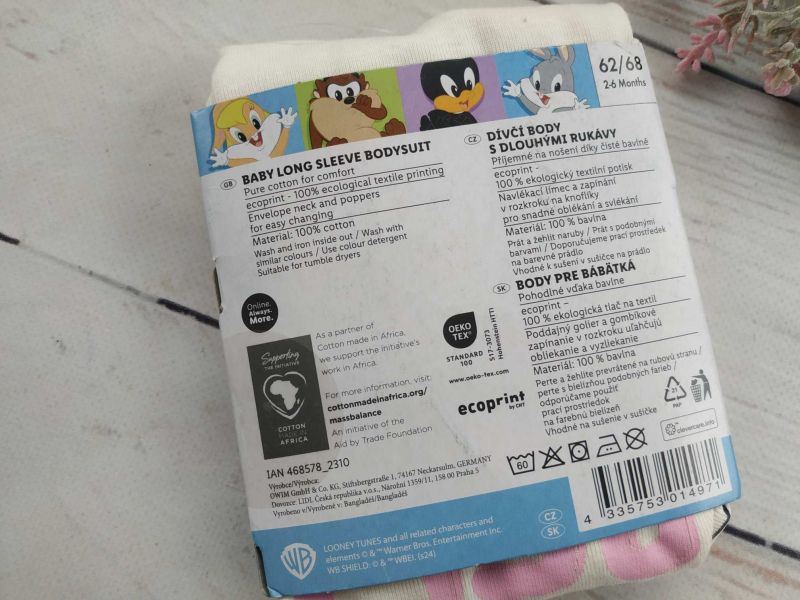 62/68
2-6 Months
GB BABY LONG SLEEVE BODYSUIT
Pure cotton for comfort
ecoprint - 100% ecological textile printing
Envelope neck and poppers
for easy changing
Material: 100% cotton
Wash and iron inside out / Wash with
similar colours / Use colour detergent
Suitable for tumble dryers
CZ DÍVČÍ BODY
S DLOUHÝMI RUKÁVY
Příjemné na nošení díky čisté bavlně
ecoprint -
100 % ekologický textilní potisk
Navlékací límec a zapínání
v rozkroku na knoflíky
pro snadné oblékání a svlékání
Materiál: 100 % bavlna
Prát a žehlit naruby / Prát s podobnými
barvami / Doporučujeme prací prostředek
na barevné prádlo
Vhodné k sušení v sušičce na prádlo
SK BODY PRE BÁBÄTKÁ
Pohodlné vďaka bavlne
ecoprint –
100 % ekologická tlač na textil
Poddajný golier a gombíkové
zapínanie v rozkroku uľahčujú
obliekanie a vyzliekanie
Materiál: 100 % bavlna
Perte a žehlite prevrátené na rubovú stranu /
perte s bielizňou podobných farieb /
odporúčame použiť
prací prostriedok
na farebnú bielizeň
Vhodné na sušenie v sušičke
Online.
Always.
More.
Supporting
THE INITIATIVE
COTTON
MADE IN
AFRICA
As a partner of
Cotton made in Africa,
we support the initiative's
work in Africa.
For more information, visit:
cottonmadeinafrica.org/
massbalance
An initiative of the
Aid by Trade Foundation
OEKO
TEX®
STANDARD
100
S17-3073
Hohenstein HTTI
www.oeko-tex.com
ecoprint
by CHT
21
PAP
clevercare.info
60
IAN 468578_2310
Výrobce/Výrobca:
OWIM GmbH & Co. KG, Stiftsbergstraße 1, 74167 Neckarsulm, GERMANY
Dovozce: LIDL Česká republika v.o.s., Nárožní 1359/11, 158 00 Praha 5
Vyrobeno v/Vyrobené v: Bangladéš/Bangladéš
4 335753 014971
CZ
SK
WB
LOONEY TUNES and all related characters and
elements © & ™ Warner Bros. Entertainment Inc.
WB SHIELD: © & ™ WBEI. (s24)